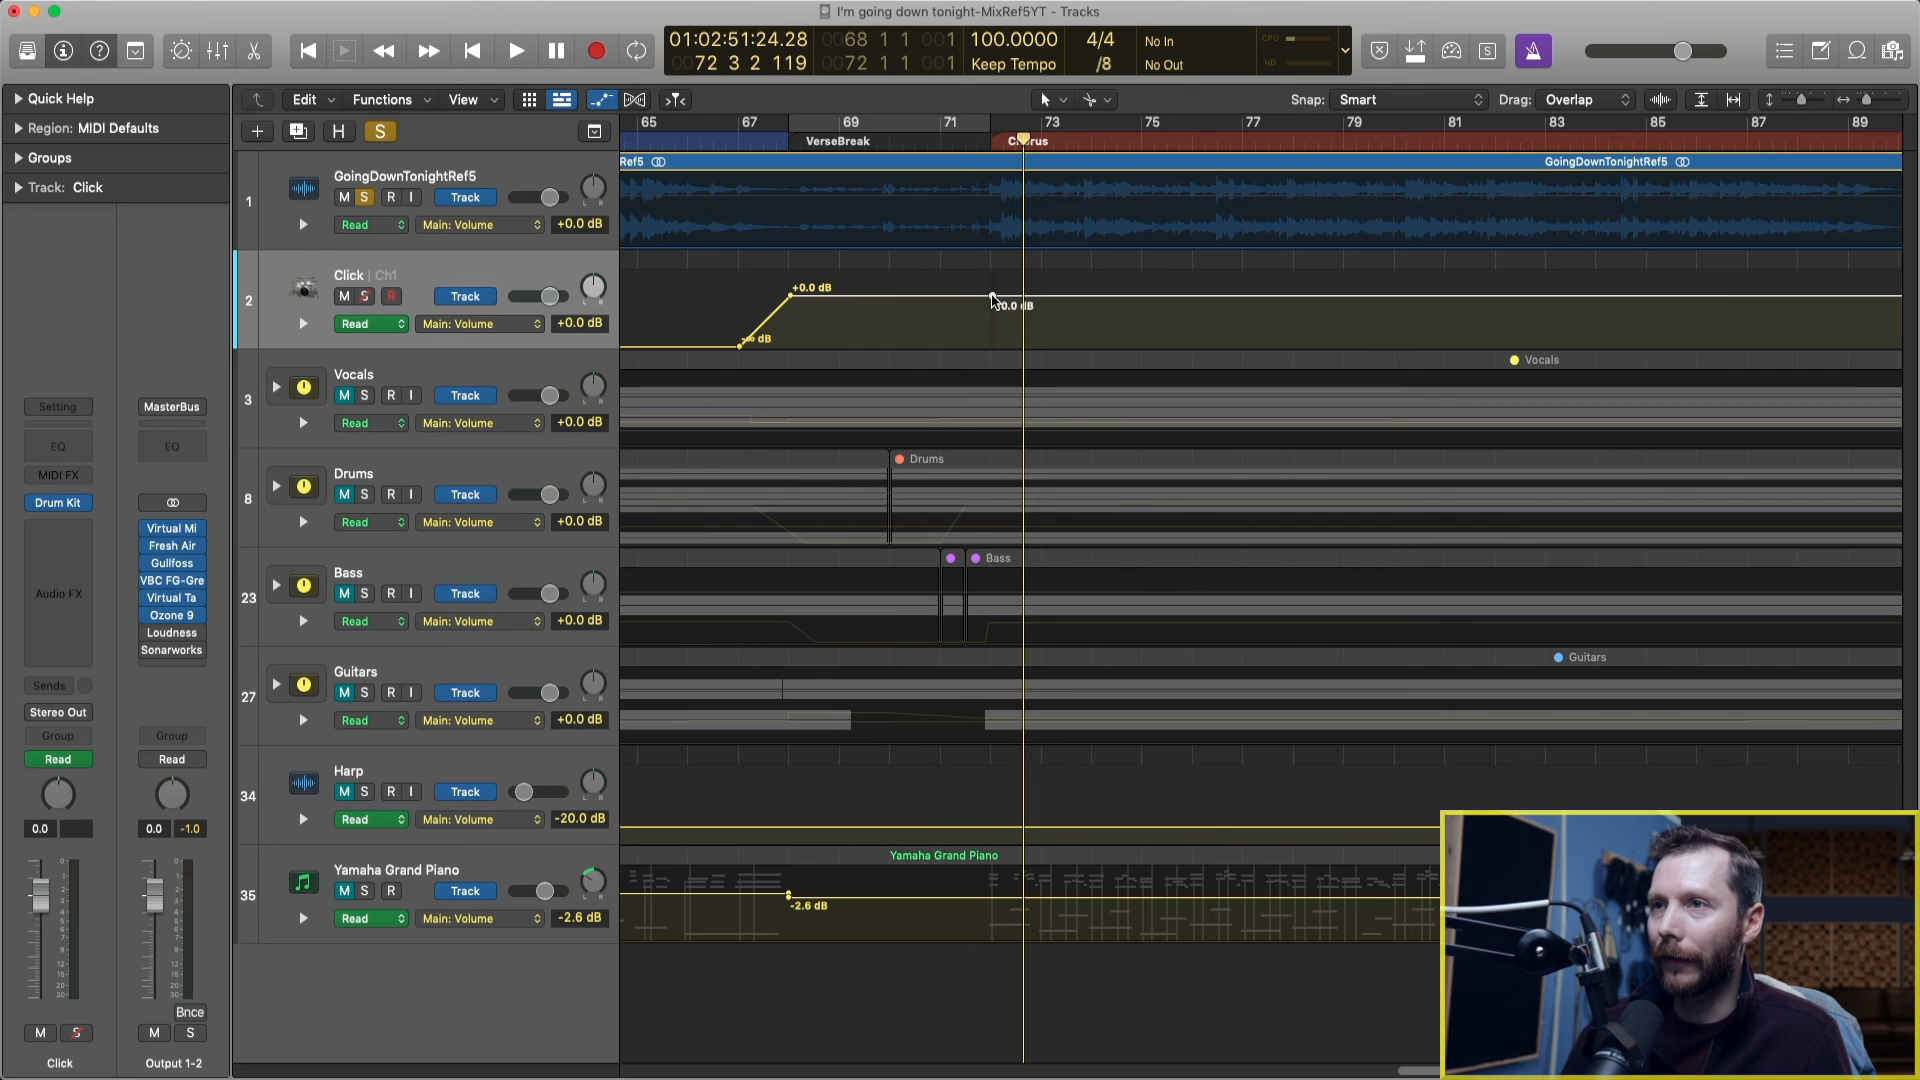 I'm going down tonight-MixRef5YT - Tracks
01:02:51:24.28
0072 3 2 119
0068 1 1 001
0072 1 1 001
100.0000
Keep Tempo
4/4
/8
No In
No Out
CPU
HD
Quick Help
Region: MIDI Defaults
Groups
Track: Click
Edit
Functions
View
Snap: Smart
Drag: Overlap
H
S
65 67 69 71 73 75 77 79 81 83 85 87 89
VerseBreak
Chorus
Ref5
GoingDownTonightRef5
1
GoingDownTonightRef5
M S R I Track
Read Main: Volume +0.0 dB
2
Click | Ch1
M S R Track
Read Main: Volume +0.0 dB
+0.0 dB
-∞ dB
+0.0 dB
3
Vocals
M S R I Track
Read Main: Volume +0.0 dB
Vocals
8
Drums
M S R I Track
Read Main: Volume +0.0 dB
Drums
23
Bass
M S R I Track
Read Main: Volume +0.0 dB
Bass
27
Guitars
M S R I Track
Read Main: Volume +0.0 dB
Guitars
34
Harp
M S R I Track
Read Main: Volume -20.0 dB
35
Yamaha Grand Piano
M S R Track
Read Main: Volume -2.6 dB
Yamaha Grand Piano
-2.6 dB
Setting
EQ
MIDI FX
Drum Kit
Audio FX
Sends
Stereo Out
Group
Read
0.0
M S
Click
MasterBus
EQ
Virtual Mi
Fresh Air
Gullfoss
VBC FG-Gre
Virtual Ta
Ozone 9
Loudness
Sonarworks
Group
Read
0.0 -1.0
Bnce
M S
Output 1-2